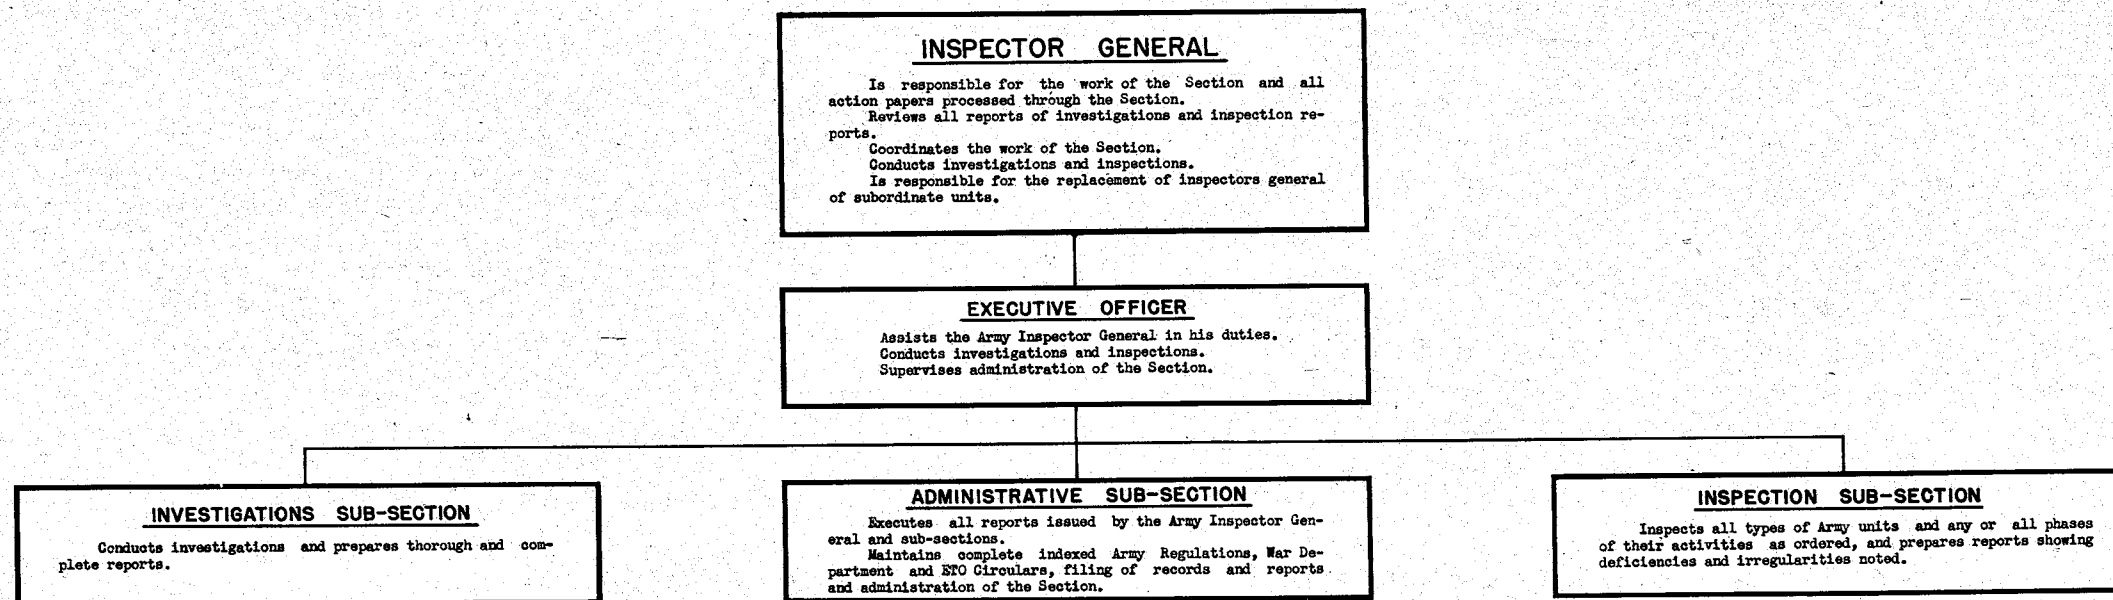 INSPECTOR GENERAL
Is responsible for the work of the Section and all
action papers processed through the Section.
Reviews all reports of investigations and inspection re-
ports.
Coordinates the work of the Section.
Conducts investigations and inspections.
Is responsible for the replacement of inspectors general
of subordinate units.
EXECUTIVE OFFICER
Assists the Army Inspector General in his duties.
Conducts investigations and inspections.
Supervises administration of the Section.
INVESTIGATIONS SUB-SECTION
Conducts investigations and prepares thorough and com-
plete reports.
ADMINISTRATIVE SUB-SECTION
Executes all reports issued by the Army Inspector Gen-
eral and sub-sections.
Maintains complete indexed Army Regulations, War De-
partment and ETO Circulars, filing of records and reports
and administration of the Section.
INSPECTION SUB-SECTION
Inspects all types of Army units and any or all phases
of their activities as ordered, and prepares reports showing
deficiencies and irregularities noted.